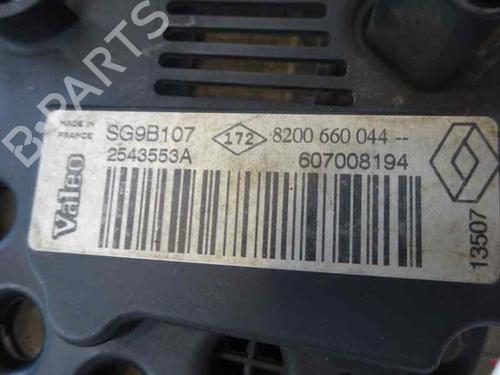 MADE IN
FRANCE
Valeo
SG9B107
172
8200 660 044 --
2543553A
607008194
13507
B-PARTS